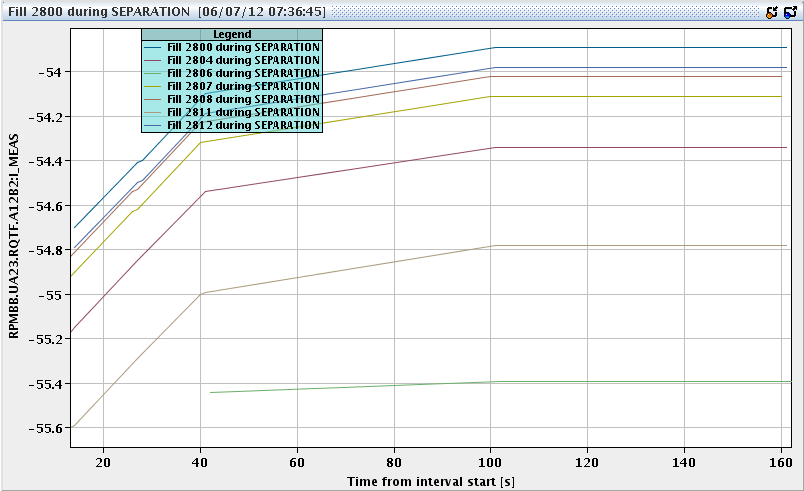 Fill 2800 during SEPARATION [06/07/12 07:36:45]
Legend
Fill 2800 during SEPARATION
Fill 2804 during SEPARATION
Fill 2806 during SEPARATION
Fill 2807 during SEPARATION
Fill 2808 during SEPARATION
Fill 2811 during SEPARATION
Fill 2812 during SEPARATION
RPMBB.UA23.RQTF.A12B2:I_MEAS
-54
-54.2
-54.4
-54.6
-54.8
-55
-55.2
-55.4
-55.6
20
40
60
80
100
120
140
160
Time from interval start [s]